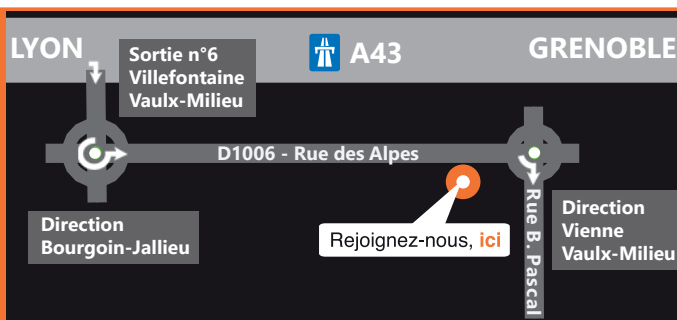 LYON
A43
GRENOBLE
Sortie n°6
Villefontaine
Vaulx-Milieu
D1006 - Rue des Alpes
Direction
Bourgoin-Jallieu
Rejoignez-nous, ici
Rue B. Pascal
Direction
Vienne
Vaulx-Milieu